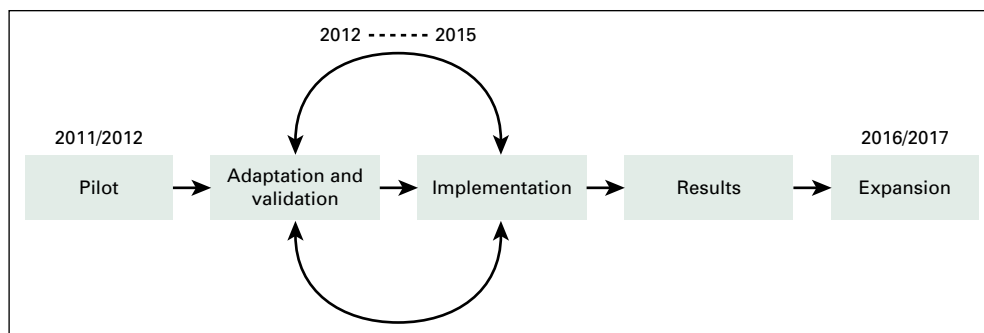 2012 ------ 2015
2011/2012
2016/2017
Pilot
Adaptation and
validation
Implementation
Results
Expansion